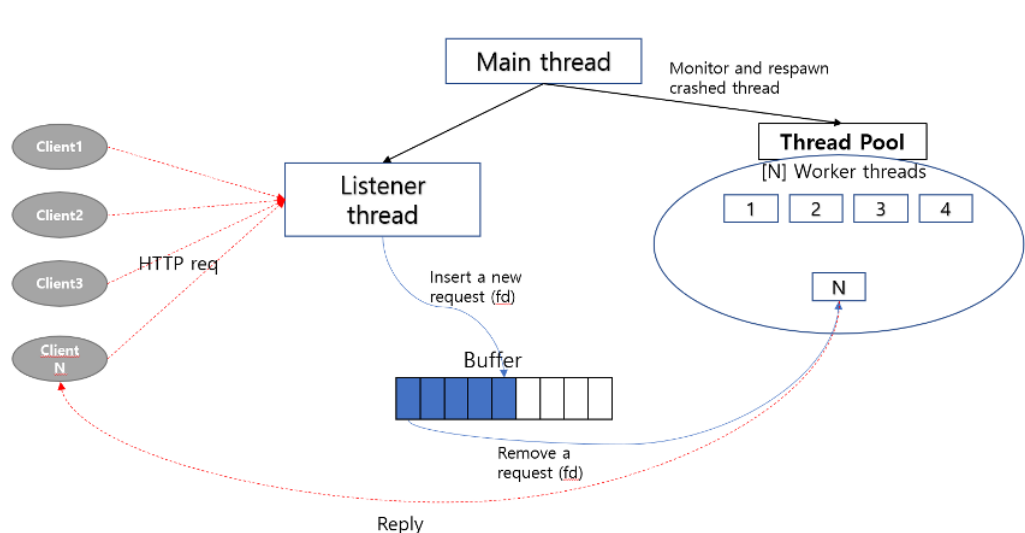 Main thread
Monitor and respawn
crashed thread
Thread Pool
[N] Worker threads
1 2 3 4
N
Client1
Client2
Client3
Client
N
HTTP req
Listener
thread
Insert a new
request (fd)
Buffer
Remove a
request (fd)
Reply